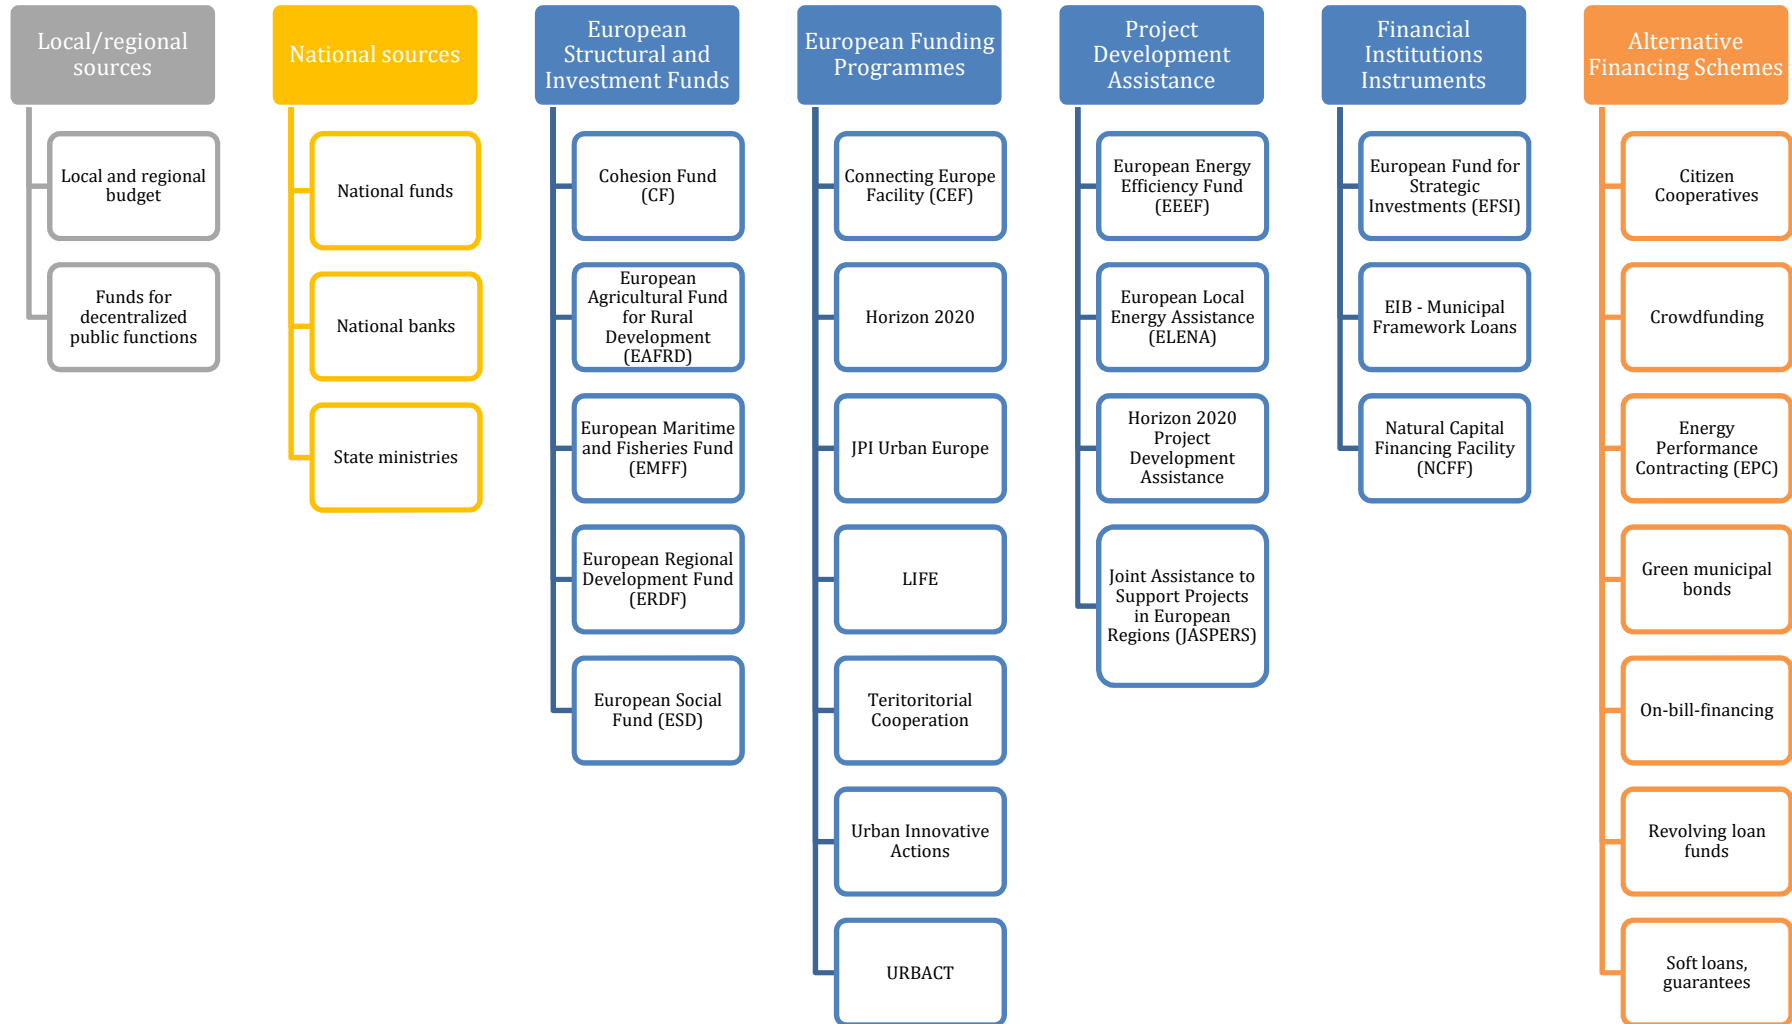 Local/regional
sources
Local and regional
budget
Funds for
decentralized
public functions
National sources
National funds
National banks
State ministries
European
Structural and
Investment Funds
Cohesion Fund
(CF)
European
Agricultural Fund
for Rural
Development
(EAFRD)
European Maritime
and Fisheries Fund
(EMFF)
European Regional
Development Fund
(ERDF)
European Social
Fund (ESD)
European Funding
Programmes
Connecting Europe
Facility (CEF)
Horizon 2020
JPI Urban Europe
LIFE
Teritoritorial
Cooperation
Urban Innovative
Actions
URBACT
Project
Development
Assistance
European Energy
Efficiency Fund
(EEEF)
European Local
Energy Assistance
(ELENA)
Horizon 2020
Project
Development
Assistance
Joint Assistance to
Support Projects
in European
Regions (JASPERS)
Financial
Institutions
Instruments
European Fund for
Strategic
Investments (EFSI)
EIB - Municipal
Framework Loans
Natural Capital
Financing Facility
(NCFF)
Alternative
Financing Schemes
Citizen
Cooperatives
Crowdfunding
Energy
Performance
Contracting (EPC)
Green municipal
bonds
On-bill-financing
Revolving loan
funds
Soft loans,
guarantees